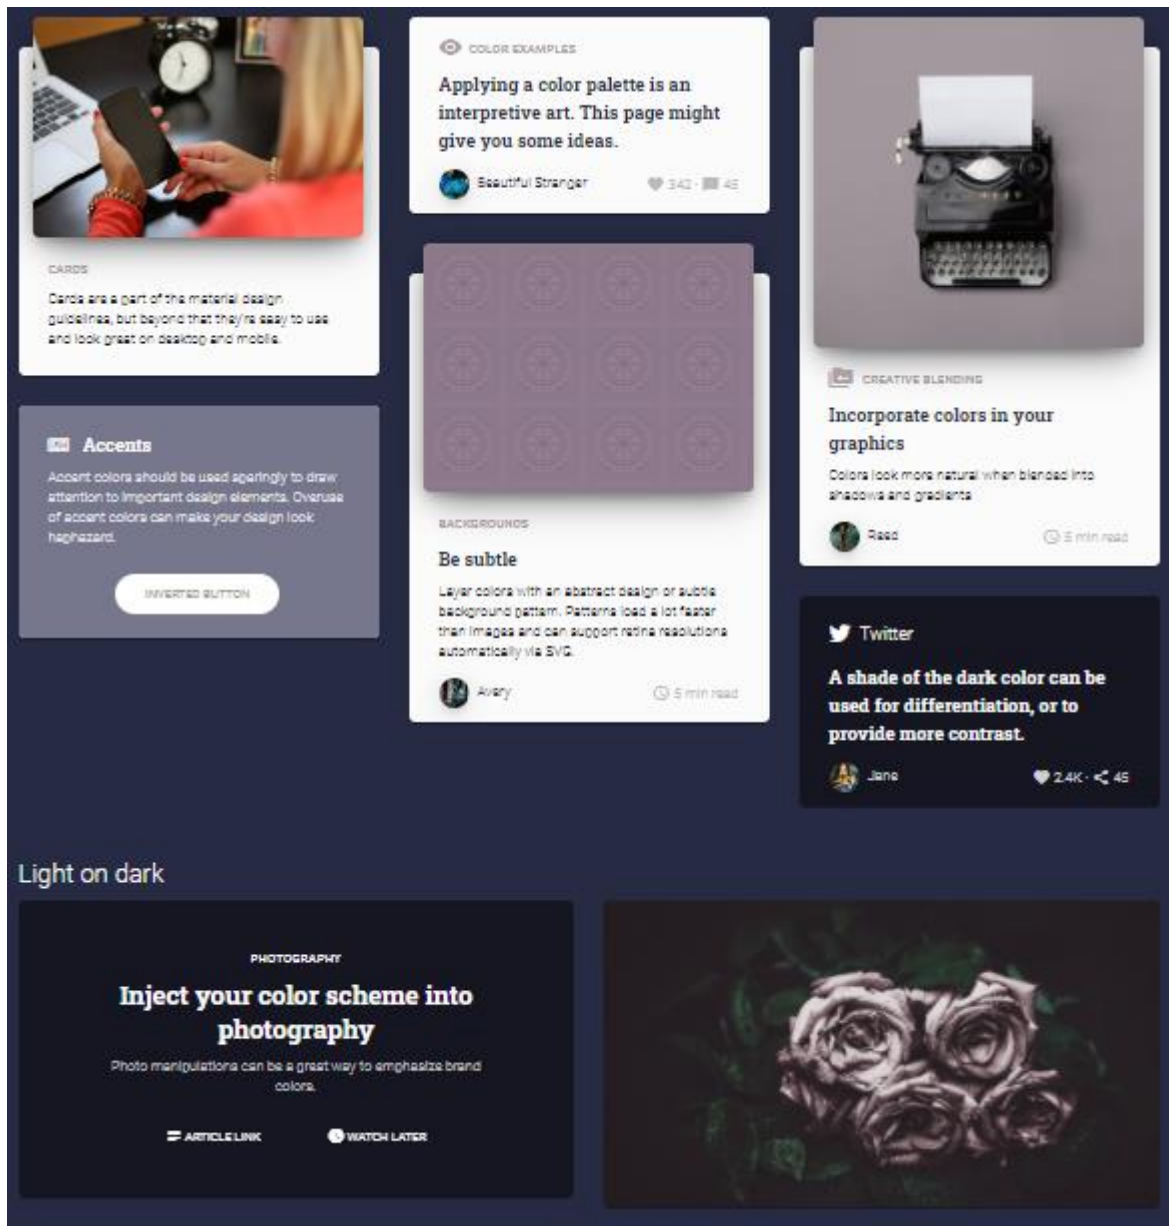 CARDS
Cards are a part of the material design
guidelines, but beyond that they're easy to use
and look great on desktop and mobile.
Accents
Accent colors should be used sparingly to draw
attention to important design elements. Overuse
of accent colors can make your design look
haphazard.
INVERTED BUTTON
COLOR EXAMPLES
Applying a color palette is an
interpretive art. This page might
give you some ideas.
Beautiful Stranger 342 · 45
BACKGROUNDS
Be subtle
Layer colors with an abstract design or subtle
background pattern. Patterns load a lot faster
than images and can support retina resolutions
automatically via SVG.
Avery 5 min read
CREATIVE BLENDING
Incorporate colors in your
graphics
Colors look more natural when blended into
shadows and gradients
Reed 5 min read
Twitter
A shade of the dark color can be
used for differentiation, or to
provide more contrast.
Jane 2.4K · 45
Light on dark
PHOTOGRAPHY
Inject your color scheme into
photography
Photo manipulations can be a great way to emphasize brand
colors.
ARTICLE LINK WATCH LATER